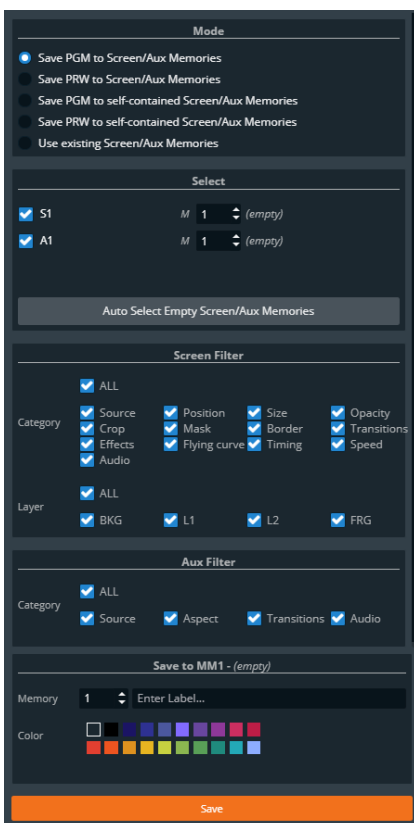 Mode
Save PGM to Screen/Aux Memories
Save PRW to Screen/Aux Memories
Save PGM to self-contained Screen/Aux Memories
Save PRW to self-contained Screen/Aux Memories
Use existing Screen/Aux Memories
Select
S1 M 1 (empty)
A1 M 1 (empty)
Auto Select Empty Screen/Aux Memories
Screen Filter
ALL
Category
Source Position Size Opacity
Crop Mask Border Transitions
Effects Flying curve Timing Speed
Audio
ALL
Layer
BKG L1 L2 FRG
Aux Filter
ALL
Category
Source Aspect Transitions Audio
Save to MM1 - (empty)
Memory 1 Enter Label...
Color
Save